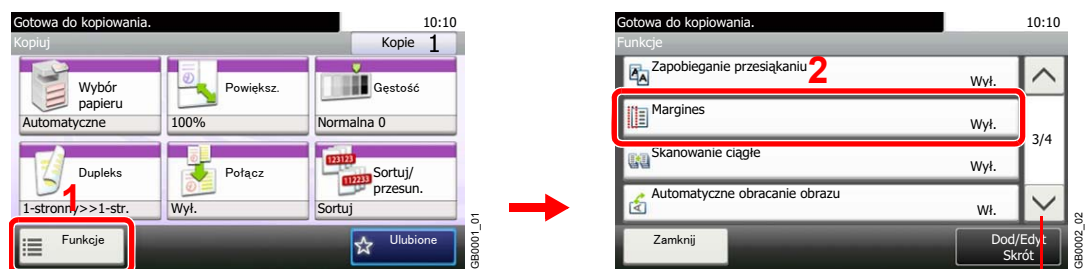 Gotowa do kopiowania.
10:10
Kopiuj
Kopie 1
Wybór
papieru
Automatyczne
Powiększ.
100%
Gęstość
Normalna 0
Dupleks
1-stronny>>1-str.
Połącz
Wył.
123123
112233
Sortuj/
przesun.
Sortuj
1
Funkcje
Ulubione
GB0001_01
Gotowa do kopiowania.
10:10
Funkcje
Zapobieganie przesiąkaniu
Wył.
2
Margines
Wył.
3/4
Skanowanie ciągłe
Wył.
Automatyczne obracanie obrazu
Wł.
Zamknij
Dod/Edyt
Skrót
GB0002_02